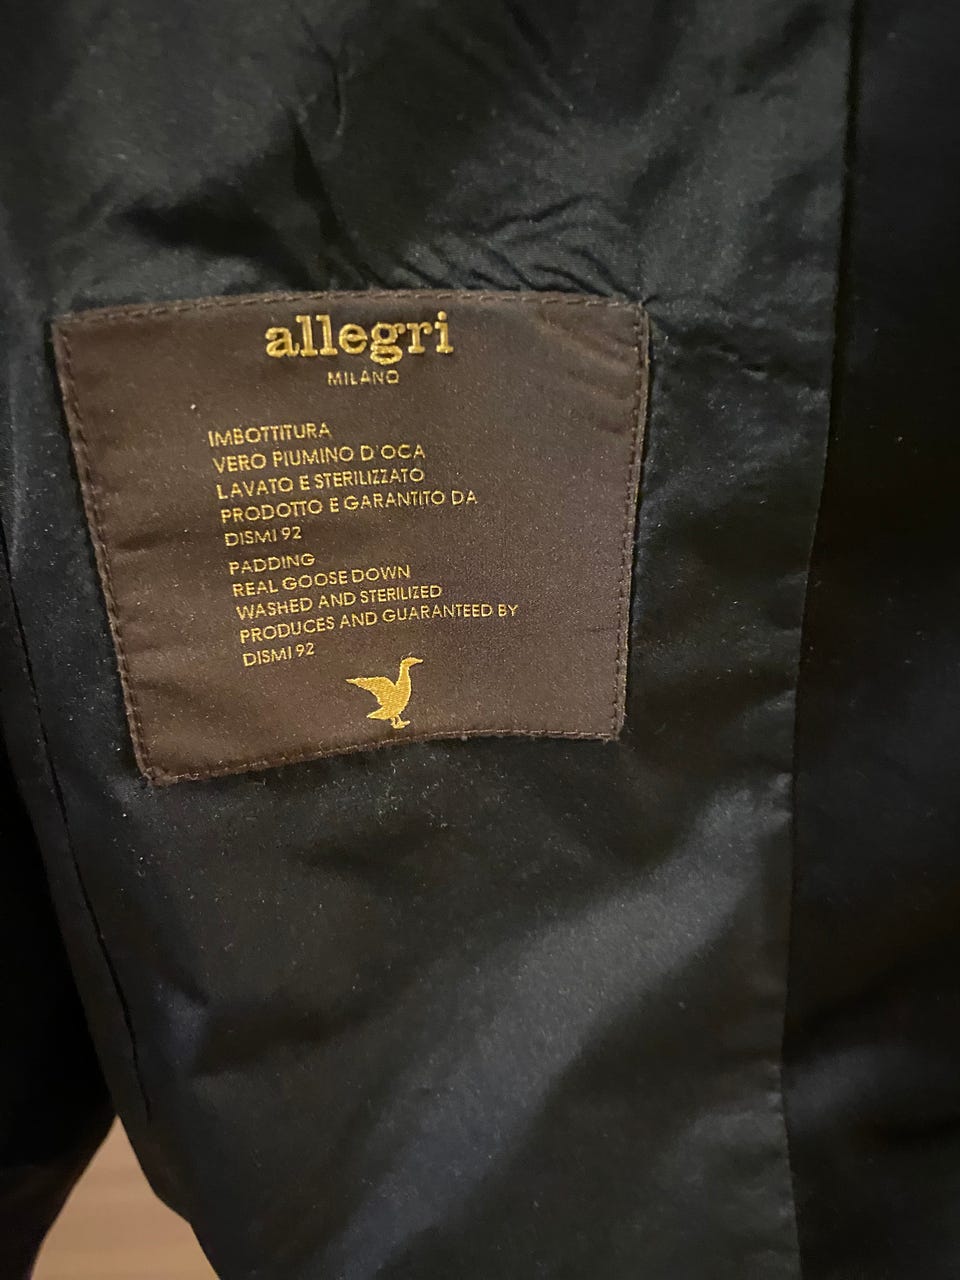 allegri
MILANO
IMBOTTITURA
VERO PIUMINO D'OCA
LAVATO E STERILIZZATO
PRODOTTO E GARANTITO DA
DISMI 92
PADDING
REAL GOOSE DOWN
WASHED AND STERILIZED
PRODUCES AND GUARANTEED BY
DISMI 92